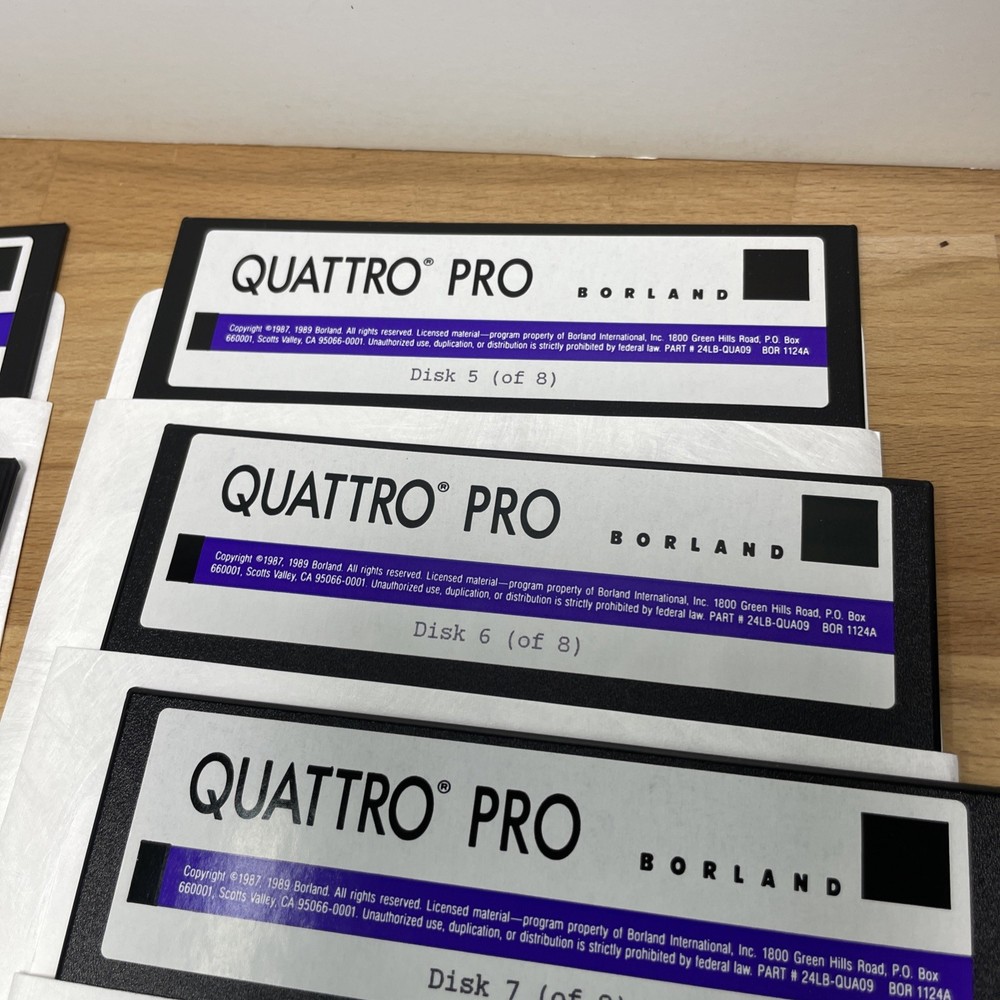 QUATTRO® PRO
BORLAND
Copyright ©1987, 1989 Borland. All rights reserved. Licensed material—program property of Borland International, Inc. 1800 Green Hills Road, P.O. Box
660001, Scotts Valley, CA 95066-0001. Unauthorized use, duplication, or distribution is strictly prohibited by federal law. PART # 24LB-QUA09 BOR 1124A
Disk 5 (of 8)
QUATTRO® PRO
BORLAND
Copyright ©1987, 1989 Borland. All rights reserved. Licensed material—program property of Borland International, Inc. 1800 Green Hills Road, P.O. Box
660001, Scotts Valley, CA 95066-0001. Unauthorized use, duplication, or distribution is strictly prohibited by federal law. PART # 24LB-QUA09 BOR 1124A
Disk 6 (of 8)
QUATTRO® PRO
BORLAND
Copyright ©1987, 1989 Borland. All rights reserved. Licensed material—program property of Borland International, Inc. 1800 Green Hills Road, P.O. Box
660001, Scotts Valley, CA 95066-0001. Unauthorized use, duplication, or distribution is strictly prohibited by federal law. PART # 24LB-QUA09 BOR 1124A
Disk 7 (of 8)